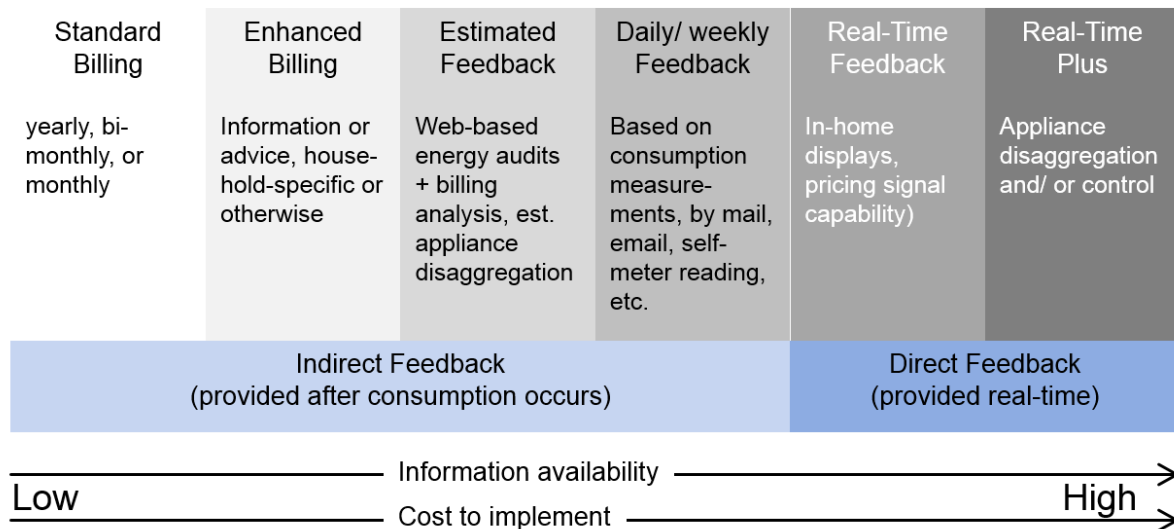 Standard
Billing
yearly, bi-
monthly, or
monthly
Enhanced
Billing
Information or
advice, house-
hold-specific or
otherwise
Estimated
Feedback
Web-based
energy audits
+ billing
analysis, est.
appliance
disaggregation
Daily/ weekly
Feedback
Based on
consumption
measure-
ments, by mail,
email, self-
meter reading,
etc.
Real-Time
Feedback
In-home
displays,
pricing signal
capability)
Real-Time
Plus
Appliance
disaggregation
and/ or control
Indirect Feedback
(provided after consumption occurs)
Direct Feedback
(provided real-time)
Information availability
Low
High
Cost to implement